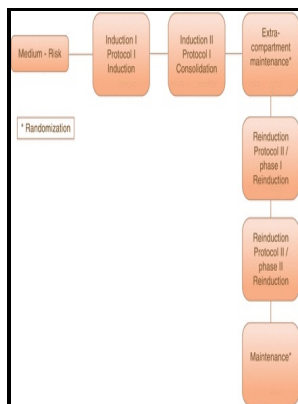 Medium - Risk
Induction I
Protocol I
Induction
Induction II
Protocol I
Consolidation
Extra-
compartment
maintenance*
* Randomization
Reinduction
Protocol II /
phase I
Reinduction
Reinduction
Protocol II /
phase II
Reinduction
Maintenance*